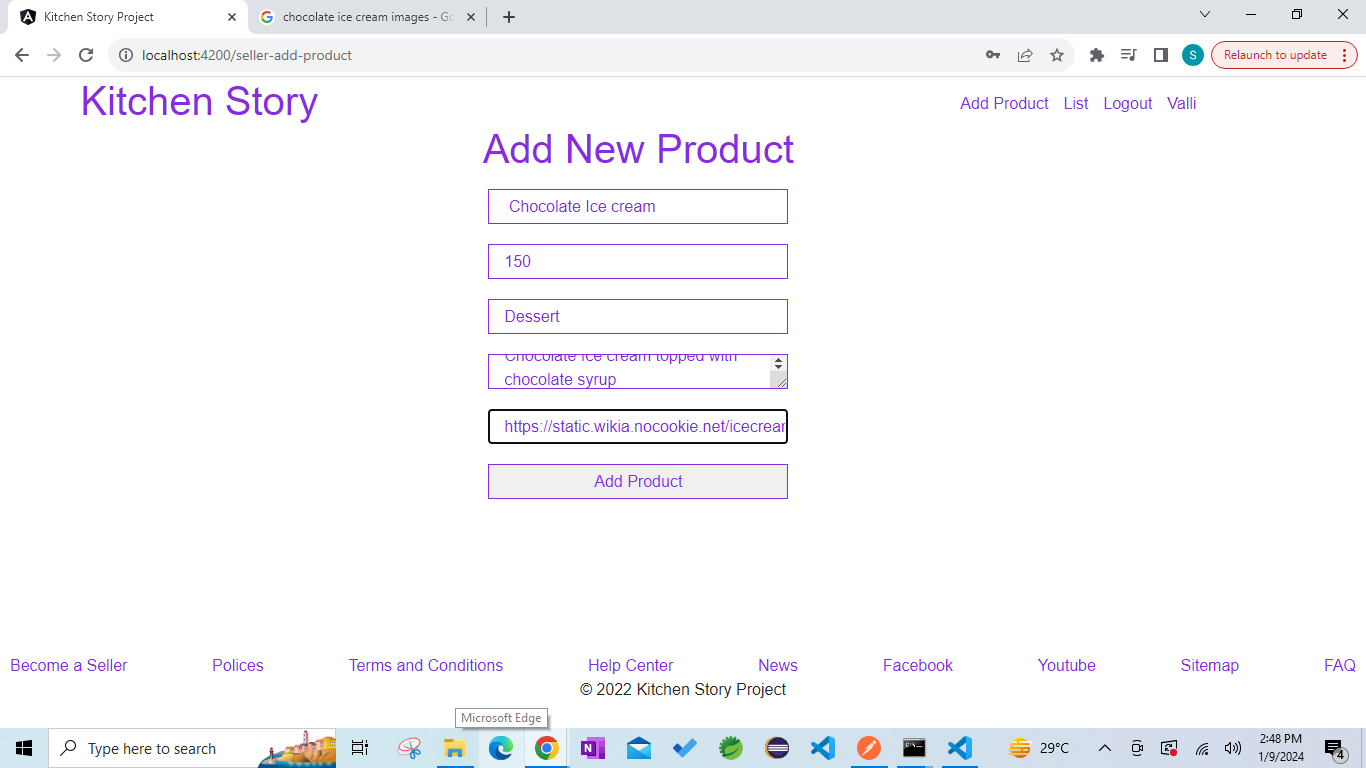 Kitchen Story Project
chocolate ice cream images - Go
localhost:4200/seller-add-product
S
Relaunch to update
Kitchen Story
Add Product List Logout Valli
Add New Product
Chocolate Ice cream
150
Dessert
Chocolate Ice cream topped with
chocolate syrup
https://static.wikia.nocookie.net/icecream
Add Product
Become a Seller Polices Terms and Conditions Help Center News Facebook Youtube Sitemap FAQ
© 2022 Kitchen Story Project
Microsoft Edge
Type here to search
29°C
2:48 PM
1/9/2024
4